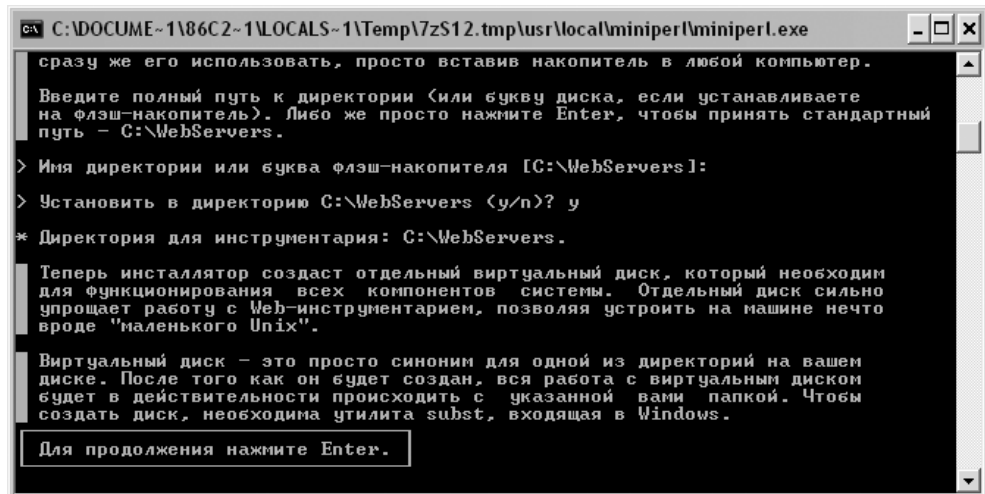 C:\DOCUME~1\86C2~1\LOCALS~1\Temp\7zS12.tmp\usr\local\miniperl\miniperl.exe
сразу же его использовать, просто вставив накопитель в любой компьютер.
Введите полный путь к директории (или букву диска, если устанавливаете
на флэш-накопитель). Либо же просто нажмите Enter, чтобы принять стандартный
путь - C:\WebServers.
> Имя директории или буква флэш-накопителя [C:\WebServers]:
> Установить в директорию C:\WebServers (y/n)? y
* Директория для инструментария: C:\WebServers.
Теперь инсталлятор создаст отдельный виртуальный диск, который необходим
для функционирования всех компонентов системы. Отдельный диск сильно
упрощает работу с Web-инструментарием, позволяя устроить на машине нечто
вроде "маленького Unix".
Виртуальный диск - это просто синоним для одной из директорий на вашем
диске. После того как он будет создан, вся работа с виртуальным диском
будет в действительности происходить с указанной вами папкой. Чтобы
создать диск, необходима утилита subst, входящая в Windows.
Для продолжения нажмите Enter.